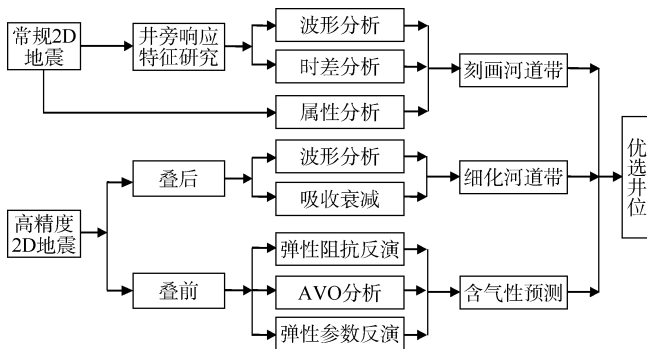 常规2D
地震
井旁响应
特征研究
波形分析
时差分析
属性分析
刻画河道带
高精度
2D地震
叠后
波形分析
吸收衰减
细化河道带
叠前
弹性阻抗反演
AVO分析
弹性参数反演
含气性预测
优选井位